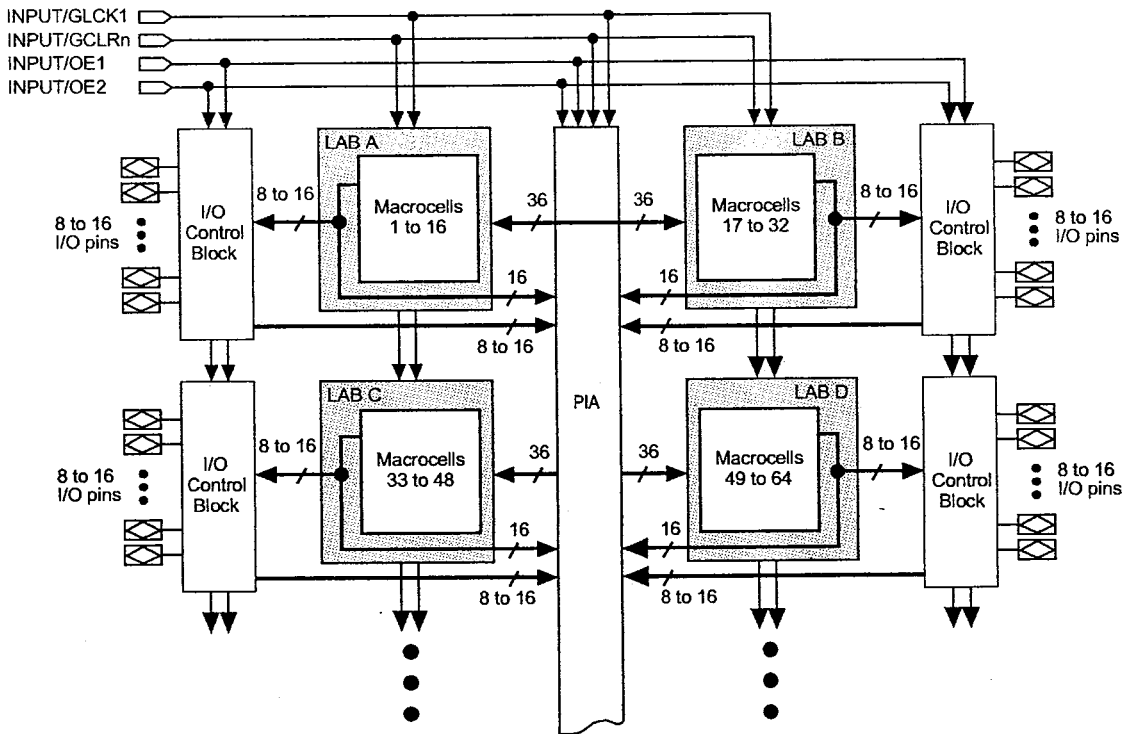 INPUT/GLCK1
INPUT/GCLRn
INPUT/OE1
INPUT/OE2
LAB A
LAB B
8 to 16
I/O pins
I/O
Control
Block
8 to 16
Macrocells
1 to 16
36
36
Macrocells
17 to 32
8 to 16
I/O
Control
Block
8 to 16
I/O pins
16
16
8 to 16
8 to 16
LAB C
PIA
LAB D
8 to 16
I/O pins
I/O
Control
Block
8 to 16
Macrocells
33 to 48
36
36
Macrocells
49 to 64
8 to 16
I/O
Control
Block
8 to 16
I/O pins
16
16
8 to 16
8 to 16